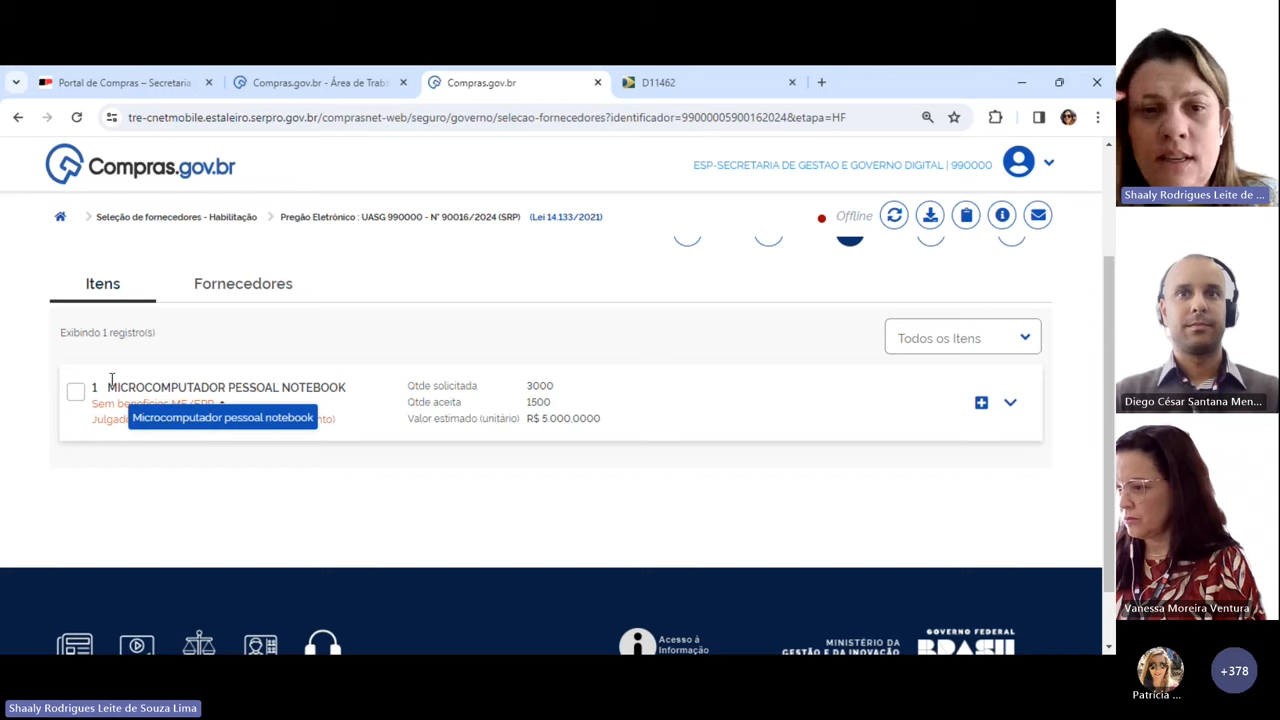 Portal de Compras – Secretaria
Compras.gov.br - Área de Trab
Compras.gov.br
D11462
tre-cnetmobile.estaleiro.serpro.gov.br/comprasnet-web/seguro/governo/selecao-fornecedores?identificador=99000005900162024&etapa=HF
Compras.gov.br
ESP-SECRETARIA DE GESTAO E GOVERNO DIGITAL | 990000
Seleção de fornecedores - Habilitação
Pregão Eletrônico : UASG 990000 - N° 90016/2024 (SRP) (Lei 14.133/2021)
Offline
Itens
Fornecedores
Exibindo 1 registro(s)
Todos os Itens
1 MICROCOMPUTADOR PESSOAL NOTEBOOK
Sem benefícios ME/EPP
Microcomputador pessoal notebook
Qtde solicitada 3000
Qtde aceita 1500
Valor estimado (unitário) R$ 5.000,0000
Acesso à
Informação
MINISTÉRIO DA
GESTÃO E DA INOVAÇÃO
GOVERNO FEDERAL
BRASIL
Shaaly Rodrigues Leite de ...
Diego César Santana Men...
Vanessa Moreira Ventura
Patrícia ...
+378
Shaaly Rodrigues Leite de Souza Lima